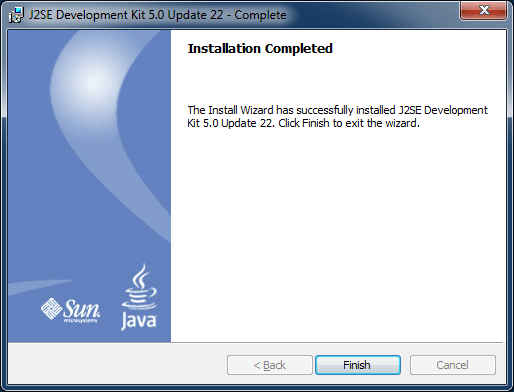 J2SE Development Kit 5.0 Update 22 - Complete
Installation Completed
The Install Wizard has successfully installed J2SE Development
Kit 5.0 Update 22. Click Finish to exit the wizard.
Sun
microsystems
Java
< Back
Finish
Cancel